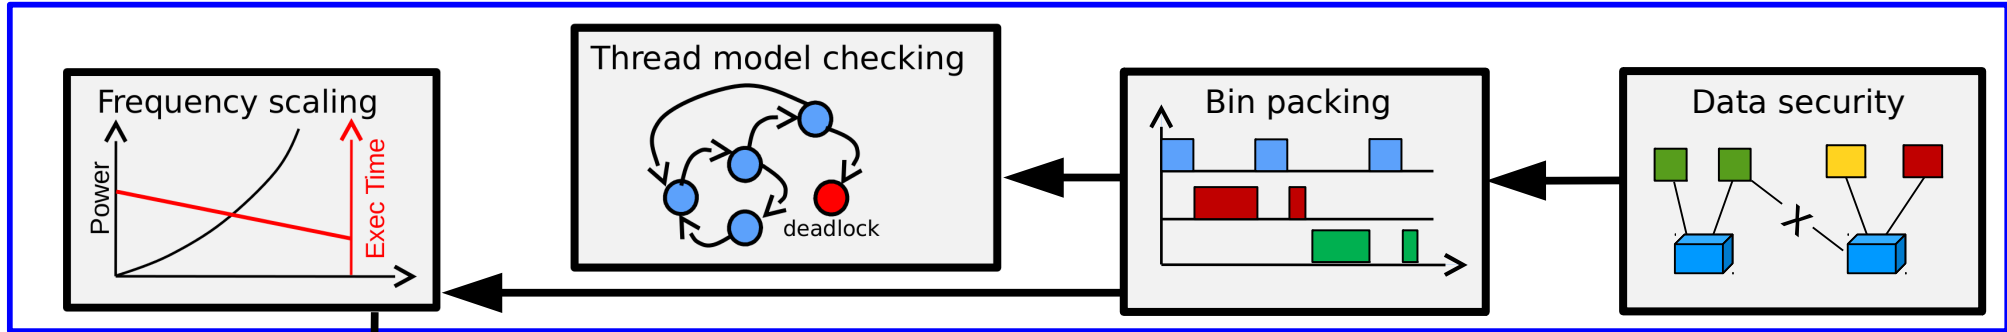 Frequency scaling
Power
Exec Time
Thread model checking
deadlock
Bin packing
Data security
X